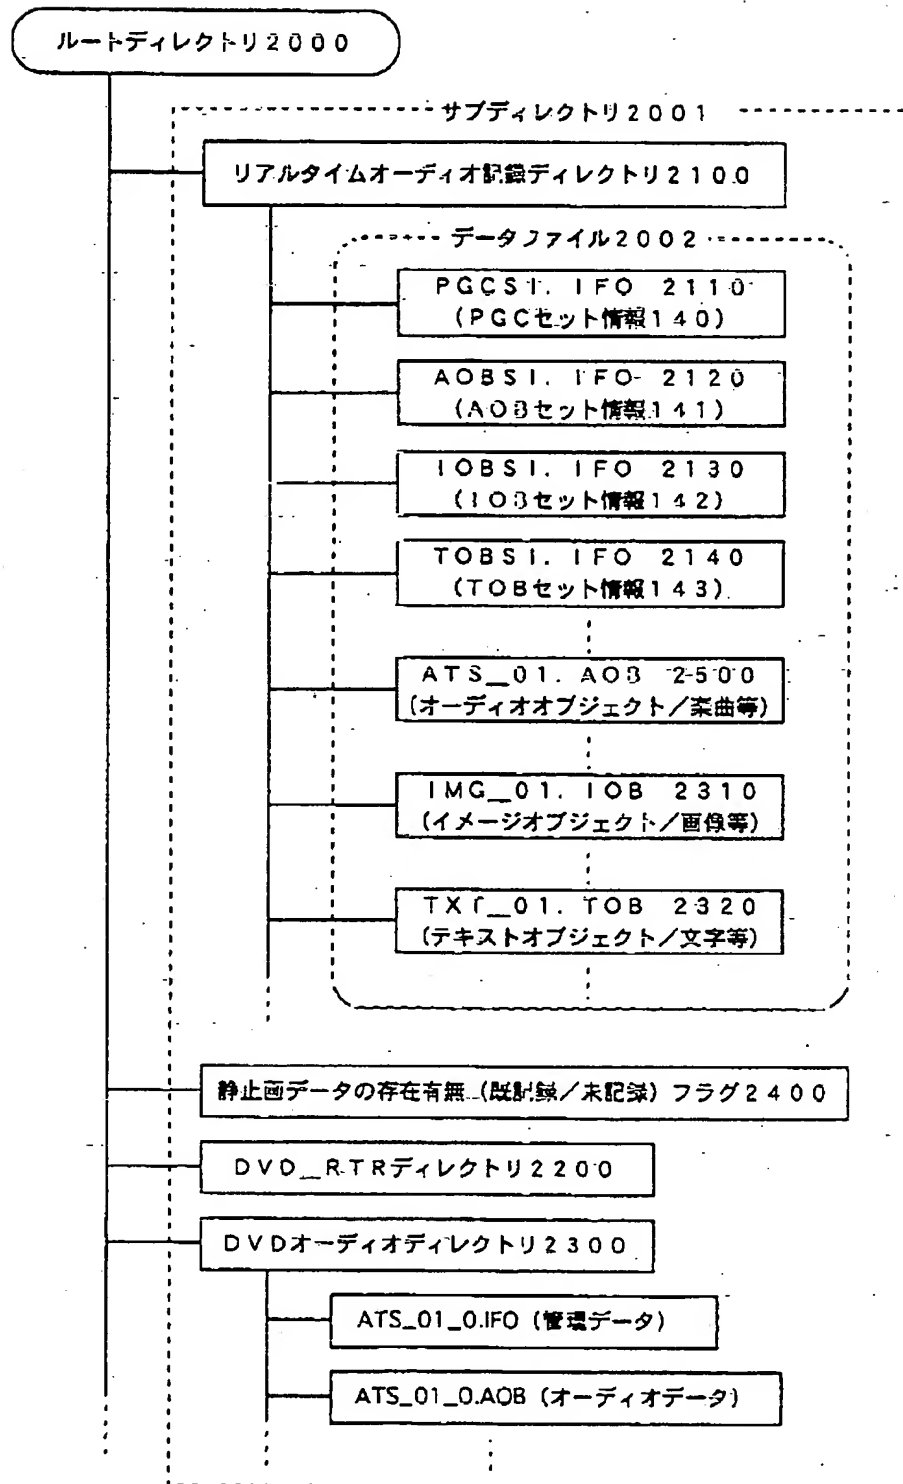 ルートディレクトリ2000
サブディレクトリ2001
リアルタイムオーディオ記録ディレクトリ2100
データファイル2002
PGCSI. IFO 2110
(PGCセット情報140)
AOBSI. IFO 2120
(AOBセット情報141)
IOBSI. IFO 2130
(IOBセット情報142)
TOBSI. IFO 2140
(TOBセット情報143)
ATS_01. AOB 2500
(オーディオオブジェクト/楽曲等)
IMG_01. IOB 2310
(イメージオブジェクト/画像等)
TXT_01. TOB 2320
(テキストオブジェクト/文字等)
静止画データの存在有無(既記録/未記録)フラグ2400
DVD_RTRディレクトリ2200
DVDオーディオディレクトリ2300
ATS_01_0.IFO(管理データ)
ATS_01_0.AOB(オーディオデータ)